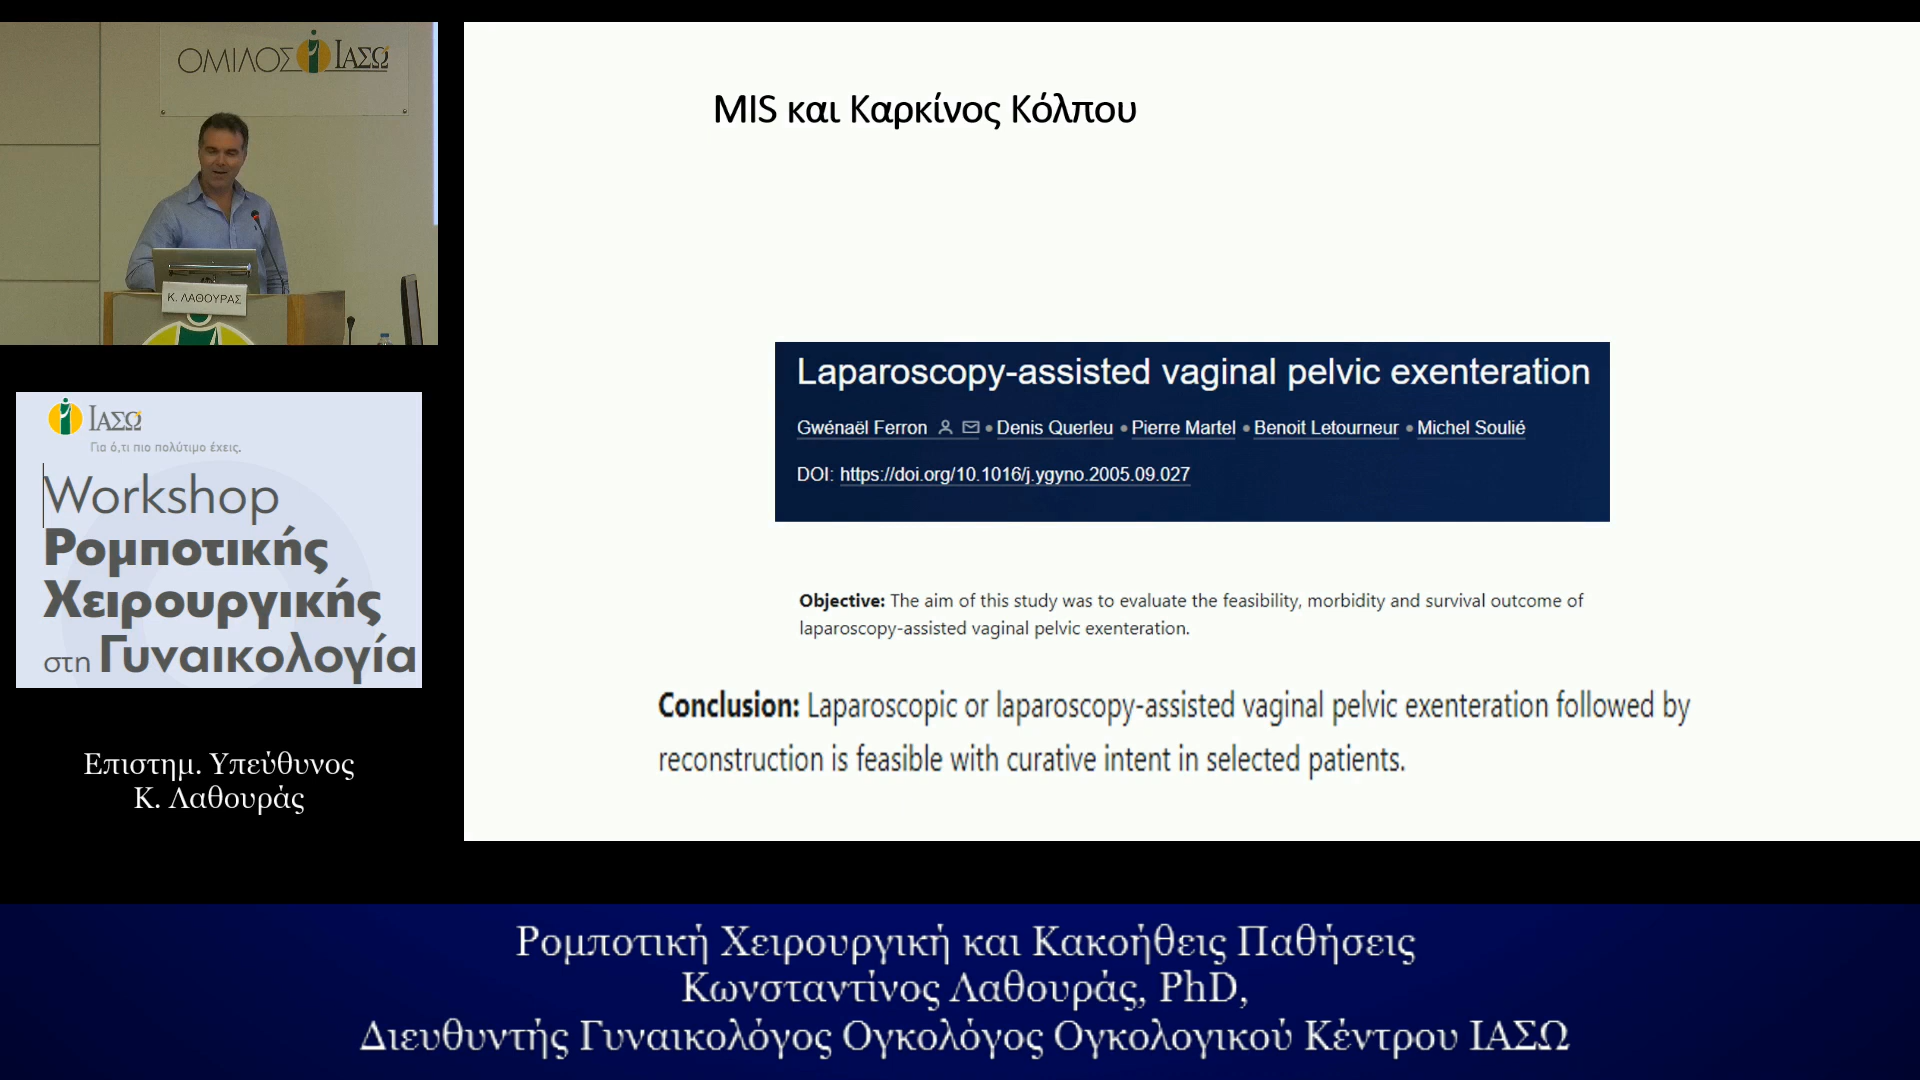 ΟΜΙΛΟΣ ΙΑΣΩ
Κ. ΛΑΘΟΥΡΑΣ
ΙΑΣΩ
Για ό,τι πιο πολύτιμο έχεις.
Workshop
Ρομποτικής
Χειρουργικής
στη Γυναικολογία
Επιστημ. Υπεύθυνος
Κ. Λαθουράς
MIS και Καρκίνος Κόλπου
Laparoscopy-assisted vaginal pelvic exenteration
Gwénaël Ferron • Denis Querleu • Pierre Martel • Benoit Letourneur • Michel Soulié
DOI: https://doi.org/10.1016/j.ygyno.2005.09.027
Objective: The aim of this study was to evaluate the feasibility, morbidity and survival outcome of
laparoscopy-assisted vaginal pelvic exenteration.
Conclusion: Laparoscopic or laparoscopy-assisted vaginal pelvic exenteration followed by
reconstruction is feasible with curative intent in selected patients.
Ρομποτική Χειρουργική και Κακοήθεις Παθήσεις
Κωνσταντίνος Λαθουράς, PhD,
Διευθυντής Γυναικολόγος Ογκολόγος Ογκολογικού Κέντρου ΙΑΣΩ